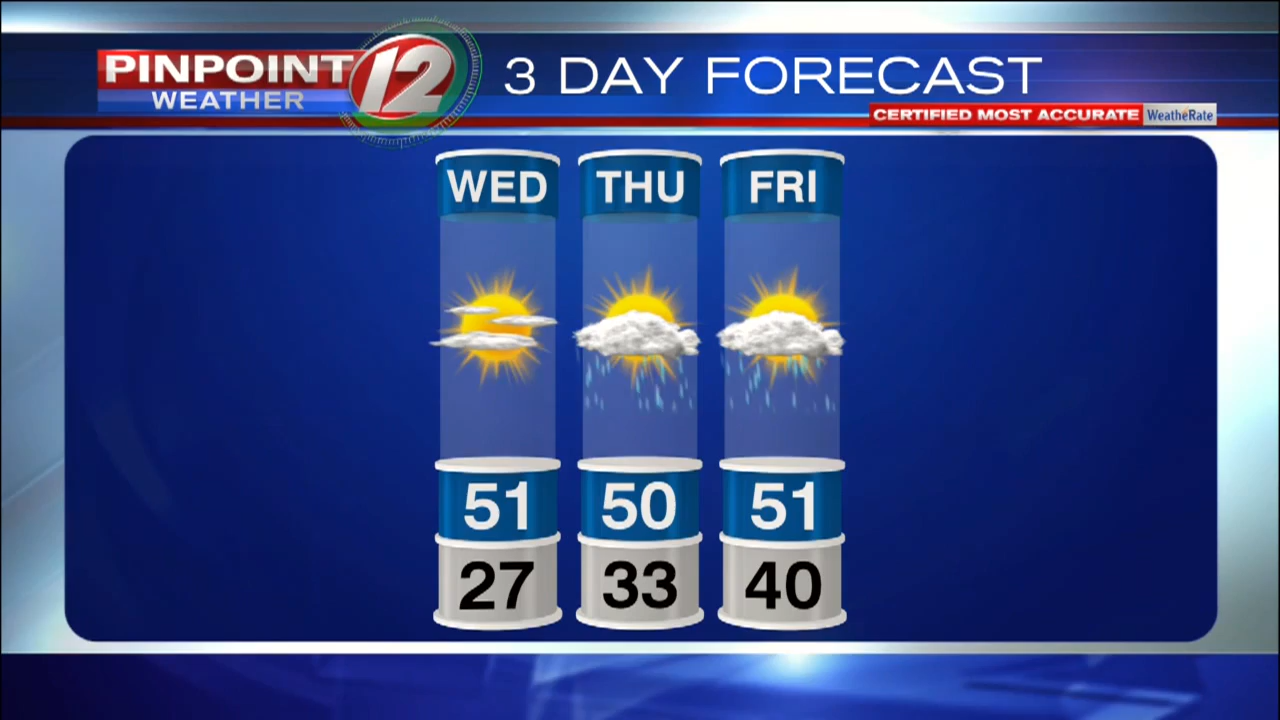 PINPOINT 12
WEATHER
3 DAY FORECAST
CERTIFIED MOST ACCURATE WeatheRate
WED THU FRI
51 50 51
27 33 40